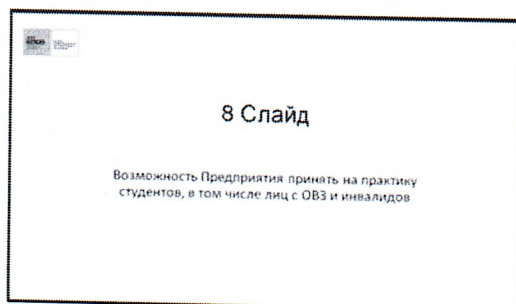 8 Слайд
Возможность Предприятия принять на практику
студентов, в том числе лиц с ОВЗ и инвалидов